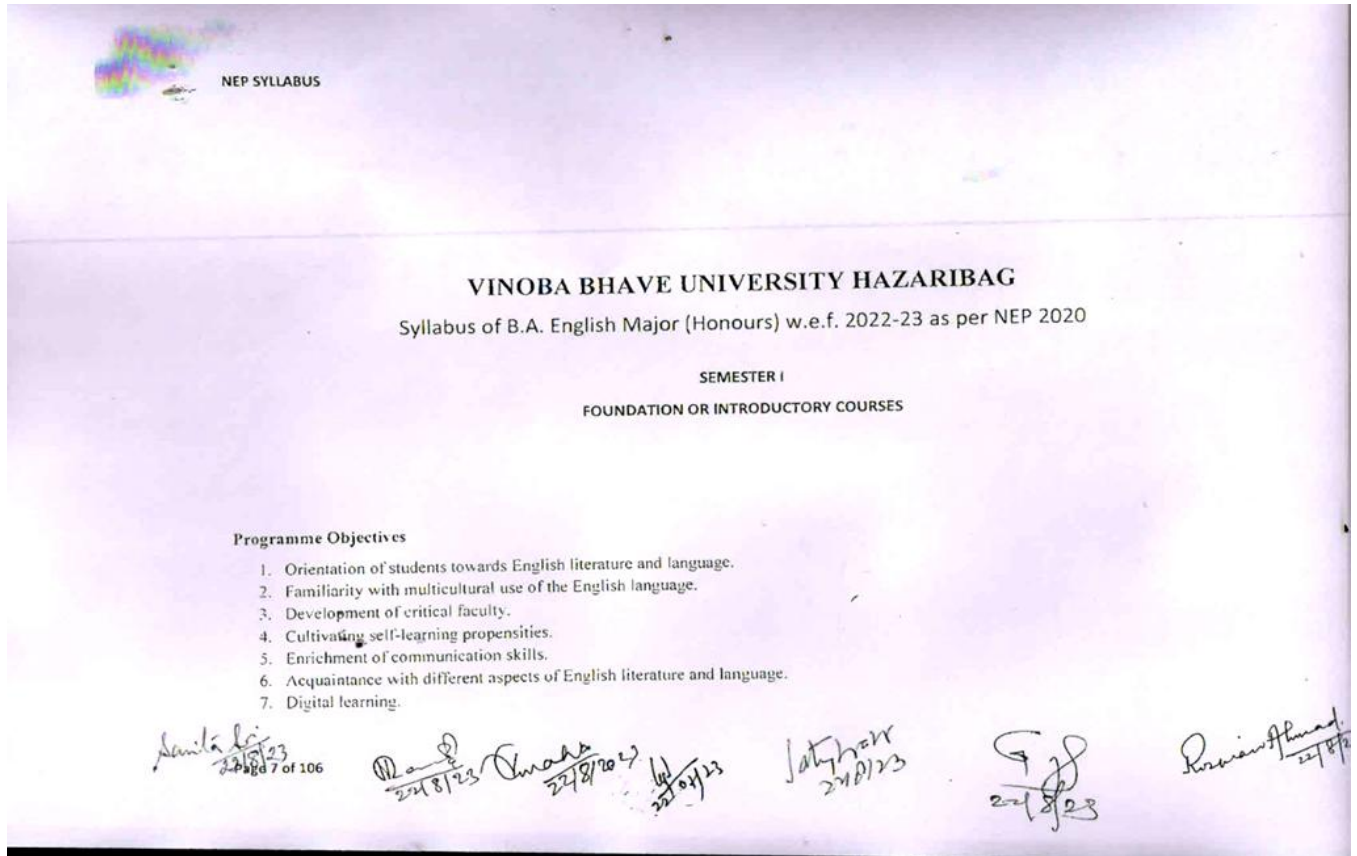 NEP SYLLABUS
VINOBA BHAVE UNIVERSITY HAZARIBAG
Syllabus of B.A. English Major (Honours) w.e.f. 2022-23 as per NEP 2020
SEMESTER I
FOUNDATION OR INTRODUCTORY COURSES
Programme Objectives
1. Orientation of students towards English literature and language.
2. Familiarity with multicultural use of the English language.
3. Development of critical faculty.
4. Cultivating self-learning propensities.
5. Enrichment of communication skills.
6. Acquaintance with different aspects of English literature and language.
7. Digital learning.
22/8/23 22/8/23 22/8/2023 22/8/23 22/8/23
Page 7 of 106